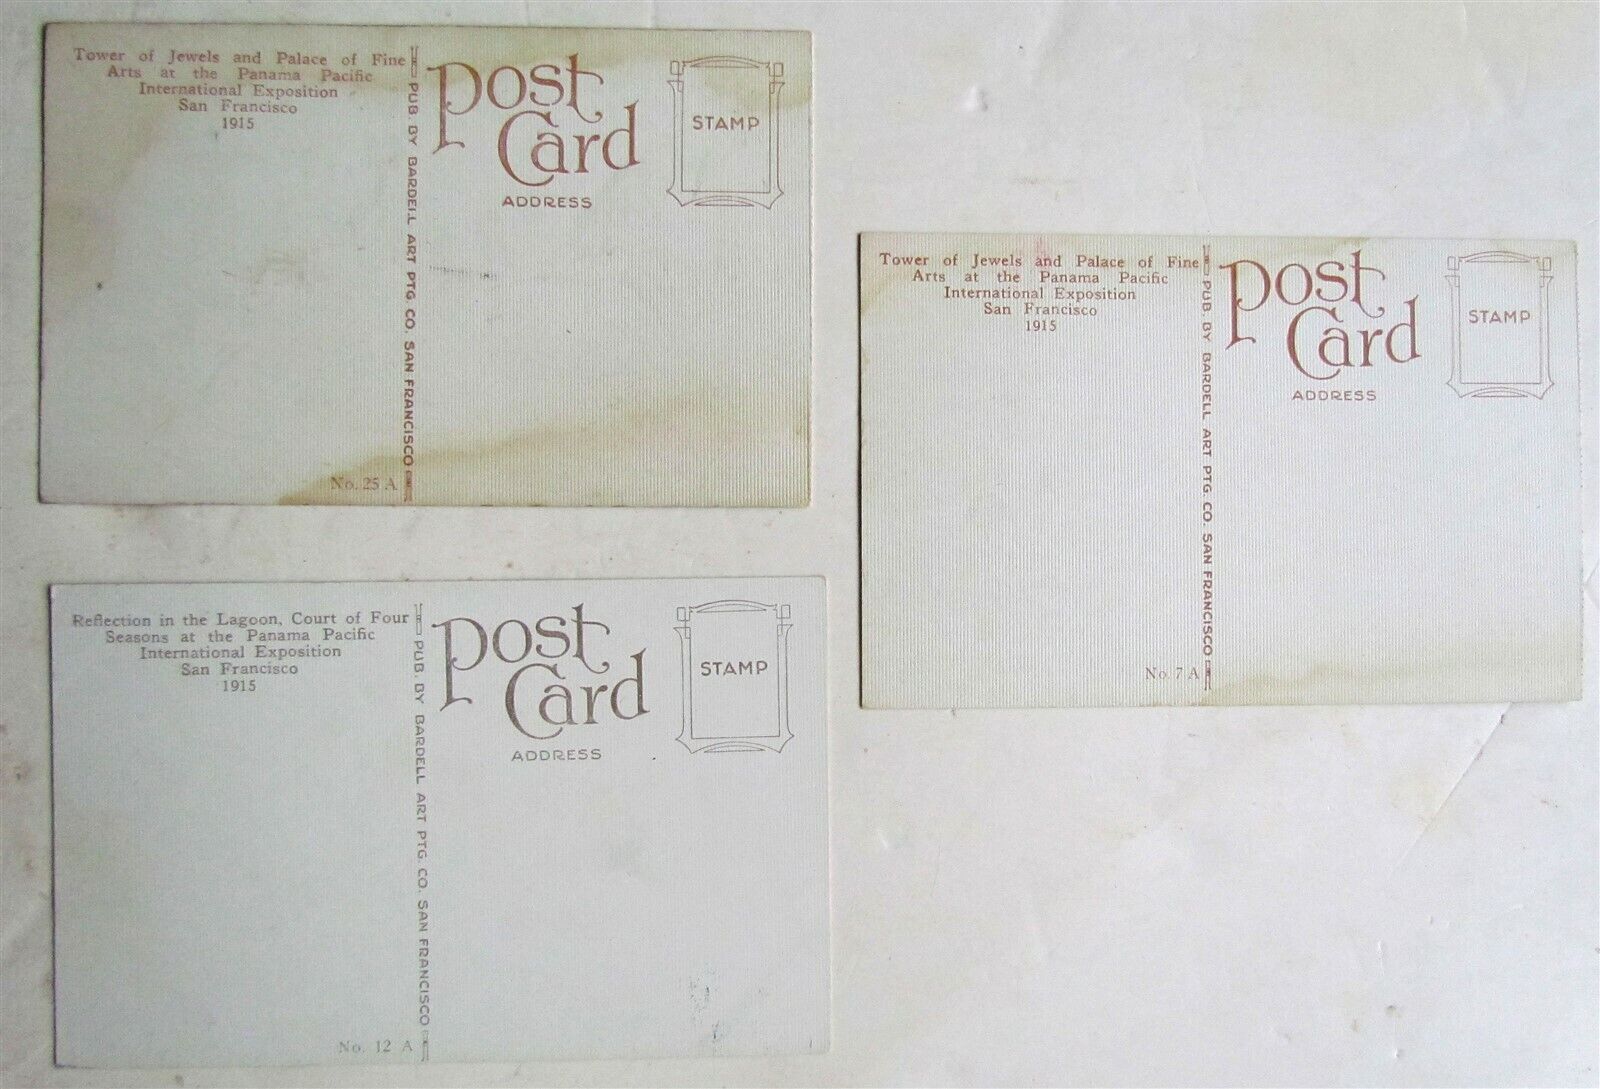 Tower of Jewels and Palace of Fine
Arts at the Panama Pacific
International Exposition
San Francisco
1915
PUB. BY BARDELL ART PTG. CO. SAN FRANCISCO
Post
Card
ADDRESS
STAMP
No. 25 A
Tower of Jewels and Palace of Fine
Arts at the Panama Pacific
International Exposition
San Francisco
1915
PUB. BY BARDELL ART PTG. CO. SAN FRANCISCO
Post
Card
ADDRESS
STAMP
No. 7 A
Reflection in the Lagoon, Court of Four
Seasons at the Panama Pacific
International Exposition
San Francisco
1915
PUB. BY BARDELL ART PTG. CO. SAN FRANCISCO
Post
Card
ADDRESS
STAMP
No. 12 A